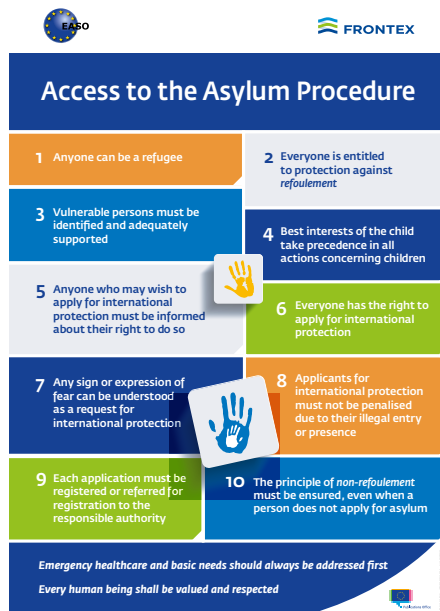 EASO
FRONTEX
Access to the Asylum Procedure
1 Anyone can be a refugee
2 Everyone is entitled
to protection against
refoulement
3 Vulnerable persons must be
identified and adequately
supported
4 Best interests of the child
take precedence in all
actions concerning children
5 Anyone who may wish to
apply for international
protection must be informed
about their right to do so
6 Everyone has the right to
apply for international
protection
7 Any sign or expression of
fear can be understood
as a request for
international protection
8 Applicants for
international protection
must not be penalised
due to their illegal entry
or presence
9 Each application must be
registered or referred for
registration to the
responsible authority
10 The principle of non-refoulement
must be ensured, even when a
person does not apply for asylum
Emergency healthcare and basic needs should always be addressed first
Every human being shall be valued and respected
Publications Office